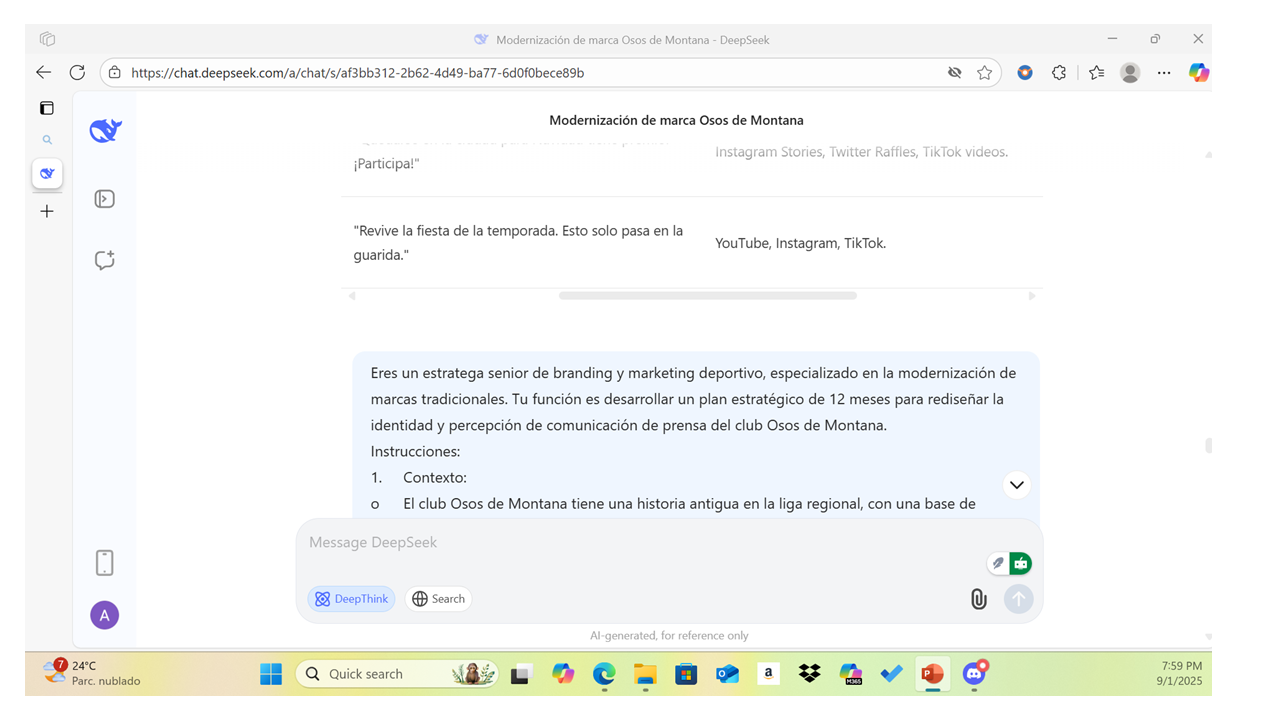 Modernización de marca Osos de Montana - DeepSeek
https://chat.deepseek.com/a/chat/s/af3bb312-2b62-4d49-ba77-6d0f0bece89b
Modernización de marca Osos de Montana
¡Participa!"
Instagram Stories, Twitter Raffles, TikTok videos.
"Revive la fiesta de la temporada. Esto solo pasa en la
guarida."
YouTube, Instagram, TikTok.
Eres un estratega senior de branding y marketing deportivo, especializado en la modernización de
marcas tradicionales. Tu función es desarrollar un plan estratégico de 12 meses para rediseñar la
identidad y percepción de comunicación de prensa del club Osos de Montana.
Instrucciones:
1. Contexto:
o El club Osos de Montana tiene una historia antigua en la liga regional, con una base de
Message DeepSeek
DeepThink
Search
A
AI-generated, for reference only
7
24°C
Parc. nublado
Quick search
a
M365
P
7:59 PM
9/1/2025